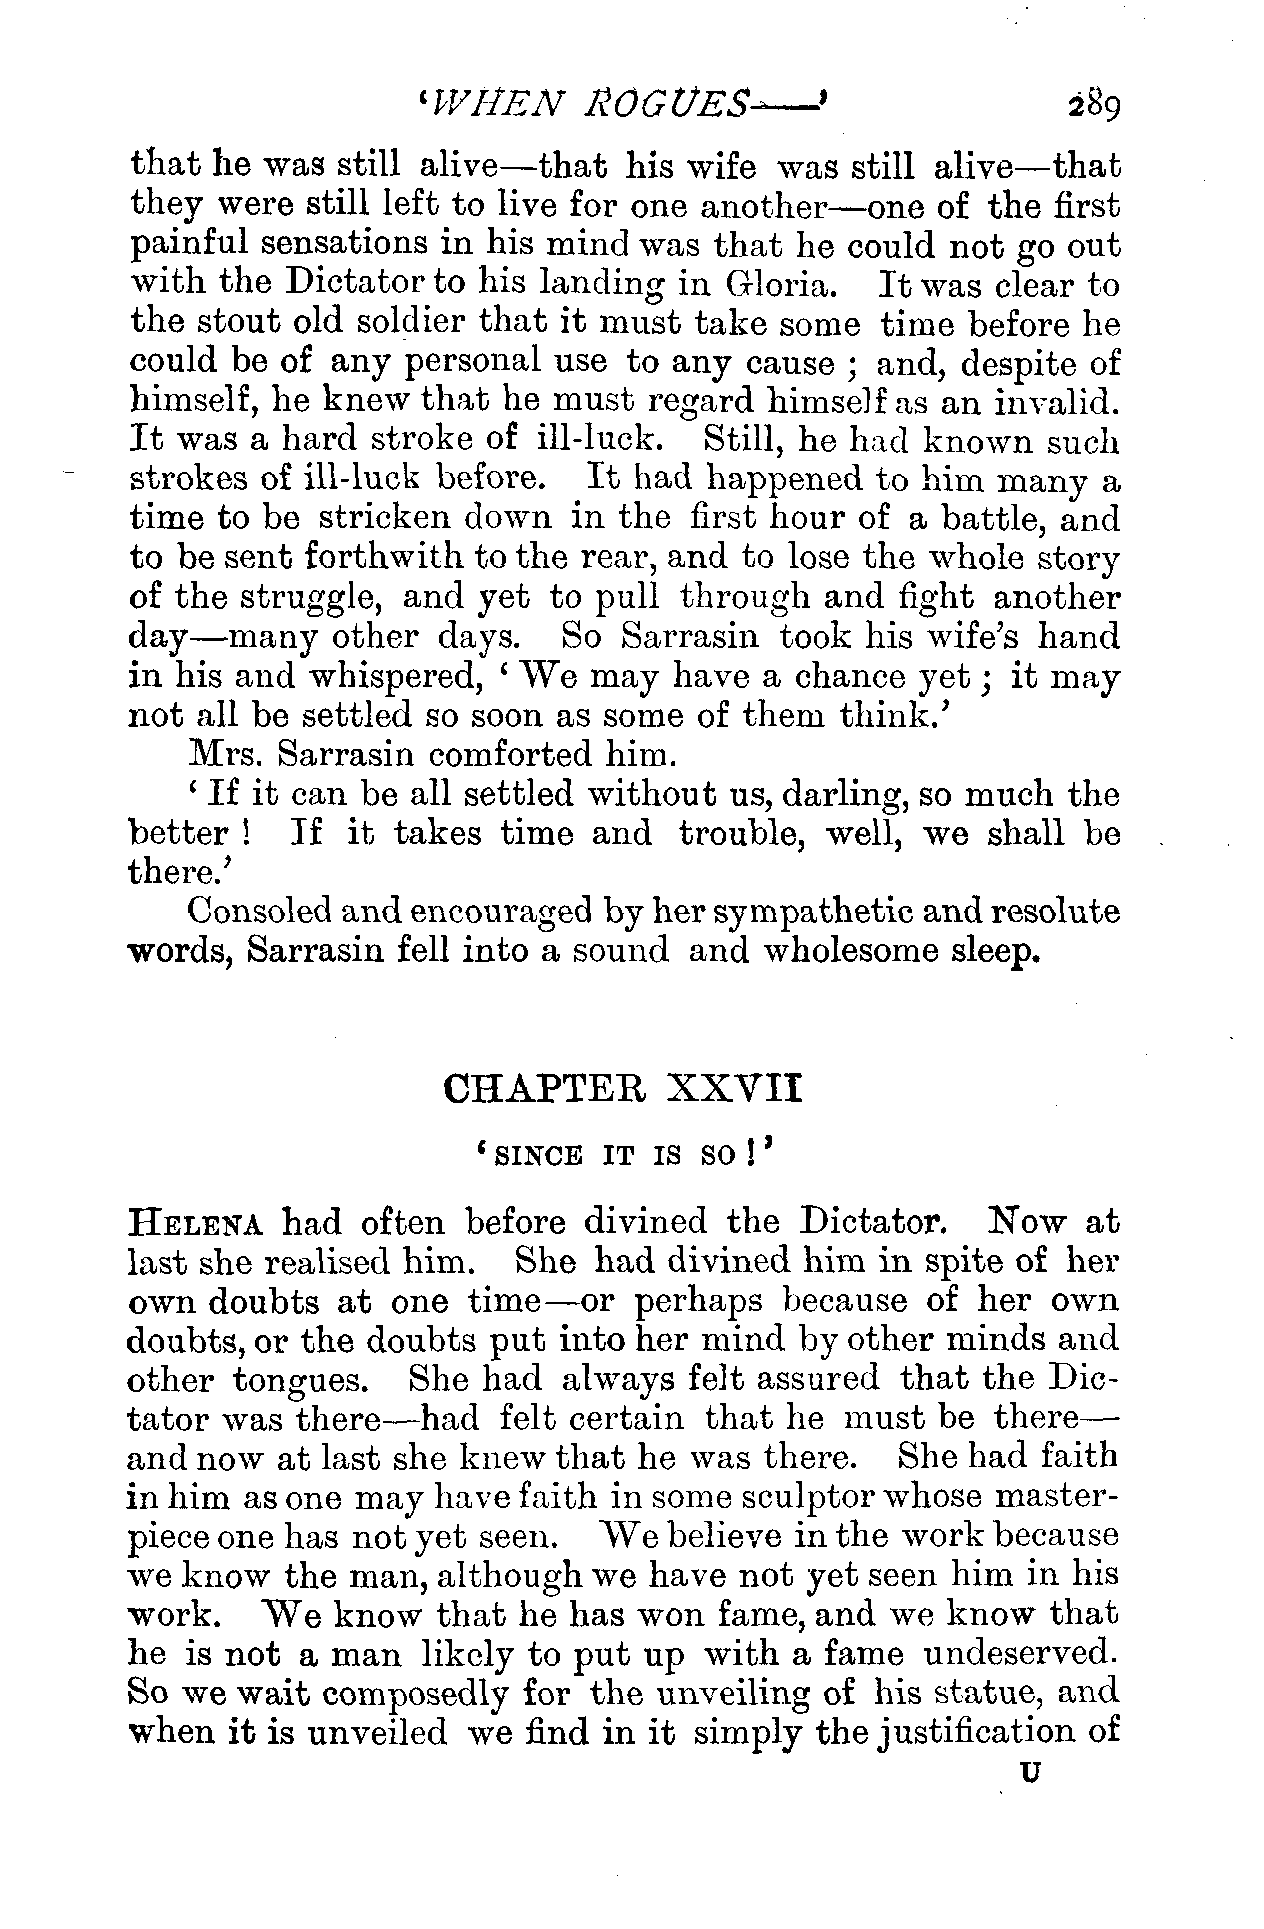 ‘WHEN ROGUES——’ 289
that he was still alive—that his wife was still alive—that
they were still left to live for one another—one of the first
painful sensations in his mind was that he could not go out
with the Dictator to his landing in Gloria. It was clear to
the stout old soldier that it must take some time before he
could be of any personal use to any cause ; and, despite of
himself, he knew that he must regard himself as an invalid.
It was a hard stroke of ill-luck. Still, he had known such
strokes of ill-luck before. It had happened to him many a
time to be stricken down in the first hour of a battle, and
to be sent forthwith to the rear, and to lose the whole story
of the struggle, and yet to pull through and fight another
day—many other days. So Sarrasin took his wife’s hand
in his and whispered, ‘ We may have a chance yet ; it may
not all be settled so soon as some of them think.’
Mrs. Sarrasin comforted him.
‘ If it can be all settled without us, darling, so much the
better ! If it takes time and trouble, well, we shall be
there.’
Consoled and encouraged by her sympathetic and resolute
words, Sarrasin fell into a sound and wholesome sleep.
CHAPTER XXVII
‘ SINCE IT IS SO ! ’
HELENA had often before divined the Dictator. Now at
last she realised him. She had divined him in spite of her
own doubts at one time—or perhaps because of her own
doubts, or the doubts put into her mind by other minds and
other tongues. She had always felt assured that the Dic-
tator was there—had felt certain that he must be there—
and now at last she knew that he was there. She had faith
in him as one may have faith in some sculptor whose master-
piece one has not yet seen. We believe in the work because
we know the man, although we have not yet seen him in his
work. We know that he has won fame, and we know that
he is not a man likely to put up with a fame undeserved.
So we wait composedly for the unveiling of his statue, and
when it is unveiled we find in it simply the justification of
U